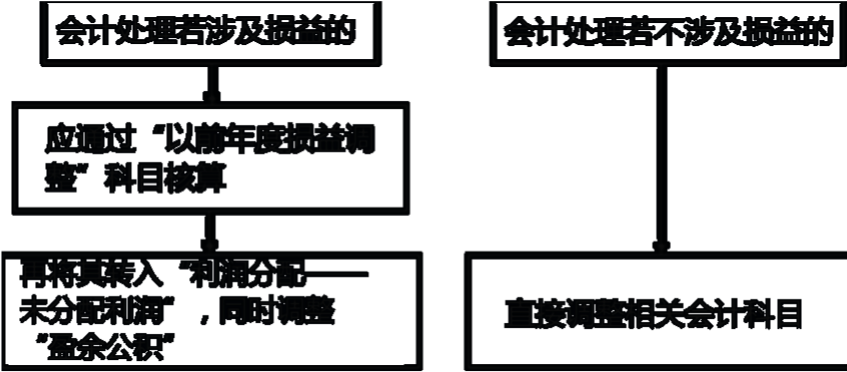 会计处理若涉及损益的
应通过“以前年度损益调
整”科目核算
再将其转入“利润分配——
未分配利润”，同时调整
“盈余公积”
会计处理若不涉及损益的
直接调整相关会计科目